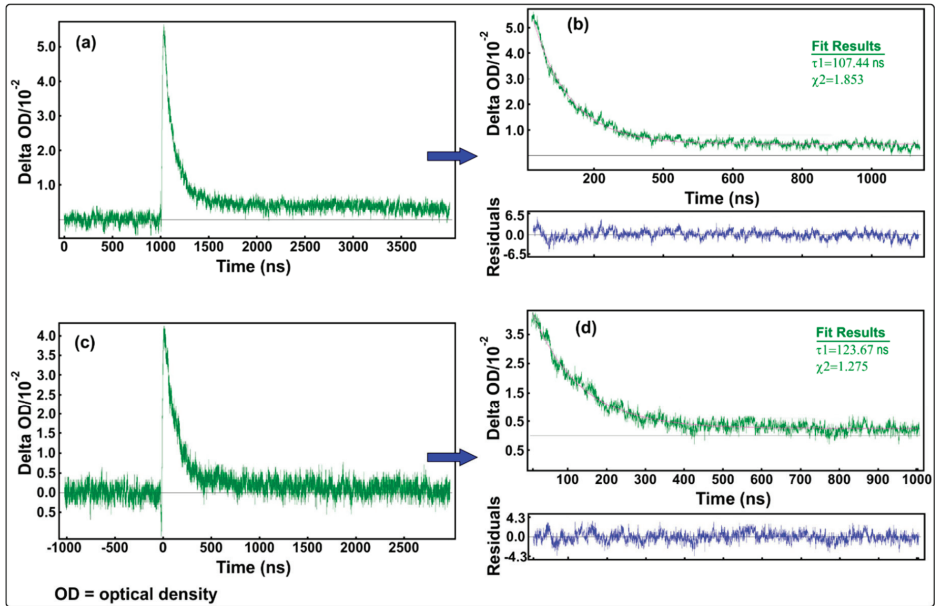 (a)
5.0
4.0
3.0
2.0
1.0
Delta OD/10-2
0 500 1000 1500 2000 2500 3000 3500
Time (ns)
(b)
5.0
4.0
3.0
2.0
1.0
Delta OD/10-2
Fit Results
τ1=107.44 ns
χ2=1.853
200 400 500 600 800 1000
Time (ns)
6.5
0.0
-6.5
Residuals
(c)
4.0
3.5
3.0
2.5
2.0
1.5
1.0
0.5
0.0
0.5
Delta OD/10-2
-1000 -500 0 500 1000 1500 2000 2500
Time (ns)
(d)
3.5
2.5
1.5
0.5
0.5
Delta OD/10-2
Fit Results
τ1=123.67 ns
χ2=1.275
100 200 300 400 500 600 700 800 900 1000
Time (ns)
4.3
0.0
-4.3
Residuals
OD = optical density